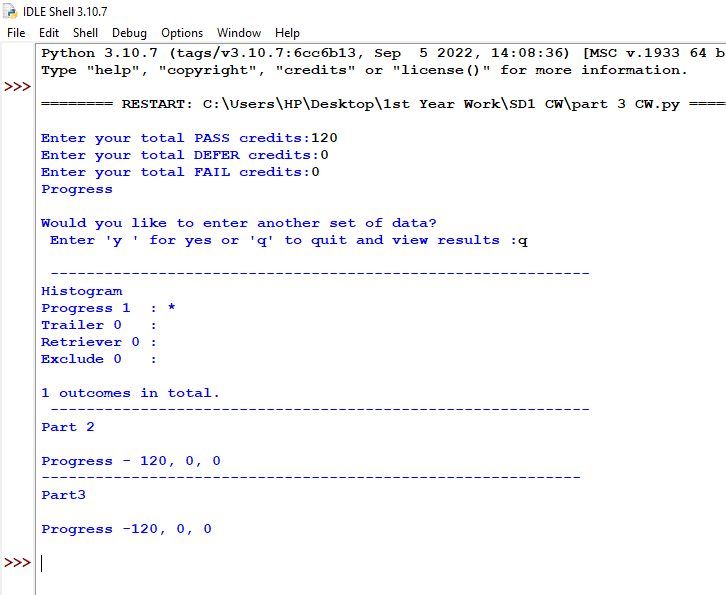 IDLE Shell 3.10.7
File Edit Shell Debug Options Window Help
Python 3.10.7 (tags/v3.10.7:6cc6b13, Sep  5 2022, 14:08:36) [MSC v.1933 64 b
Type "help", "copyright", "credits" or "license()" for more information.
>>>
======== RESTART: C:\Users\HP\Desktop\1st Year Work\SD1 CW\part 3 CW.py ====
Enter your total PASS credits:120
Enter your total DEFER credits:0
Enter your total FAIL credits:0
Progress
Would you like to enter another set of data?
 Enter 'y ' for yes or 'q' to quit and view results :q
 ------------------------------------------------------------
Histogram
Progress 1  : *
Trailer 0   :
Retriever 0 :
Exclude 0   :
1 outcomes in total.
 ------------------------------------------------------------
Part 2
Progress - 120, 0, 0
------------------------------------------------------------
Part3
Progress -120, 0, 0
>>>